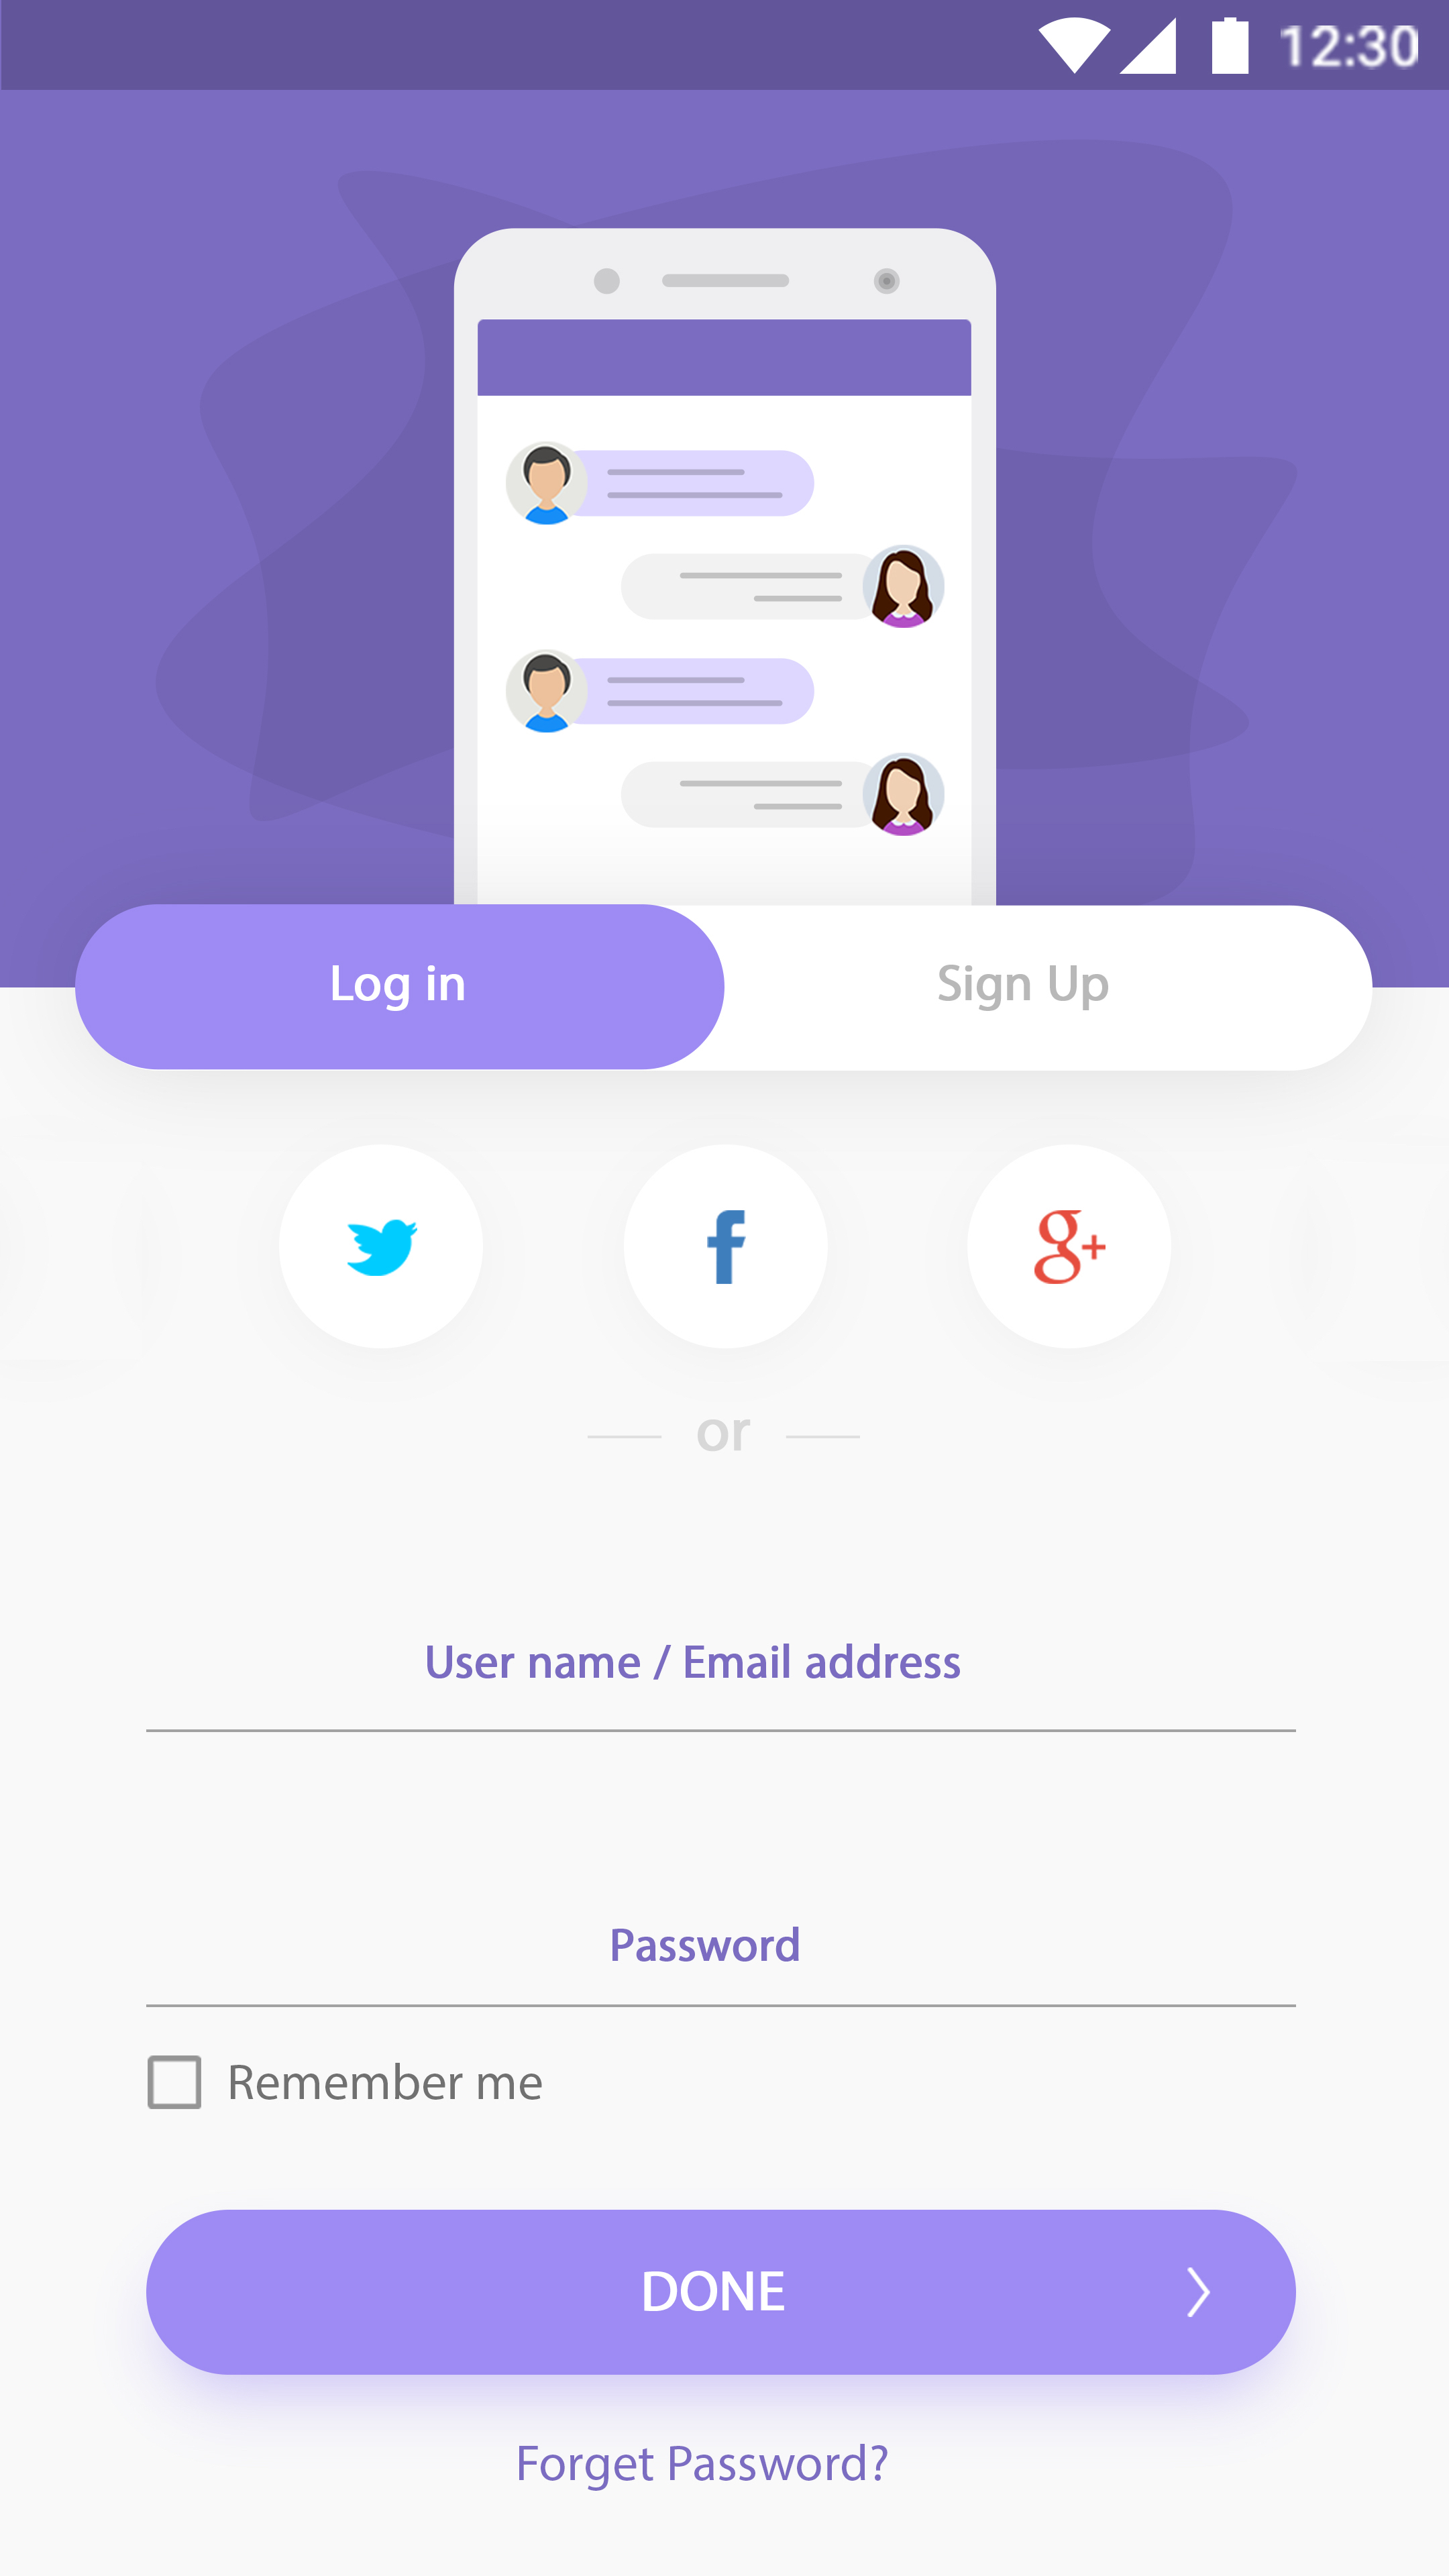 12:30
Log in
Sign Up
f
g+
or
User name / Email address
Password
Remember me
DONE
Forget Password?